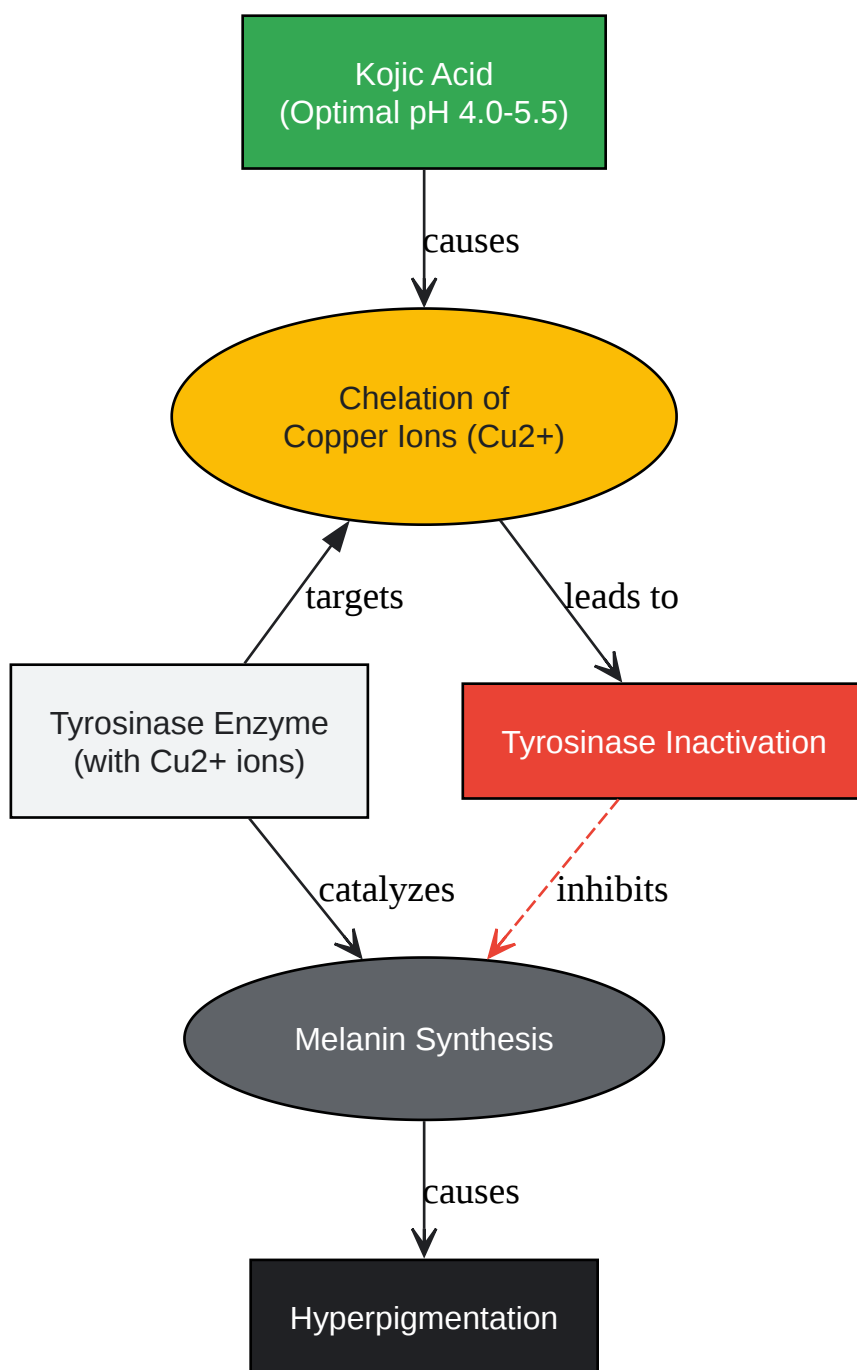 Kojic Acid
(Optimal pH 4.0-5.5)
causes
Chelation of
Copper Ions (Cu2+)
targets
leads to
Tyrosinase Enzyme
(with Cu2+ ions)
Tyrosinase Inactivation
catalyzes
inhibits
Melanin Synthesis
causes
Hyperpigmentation